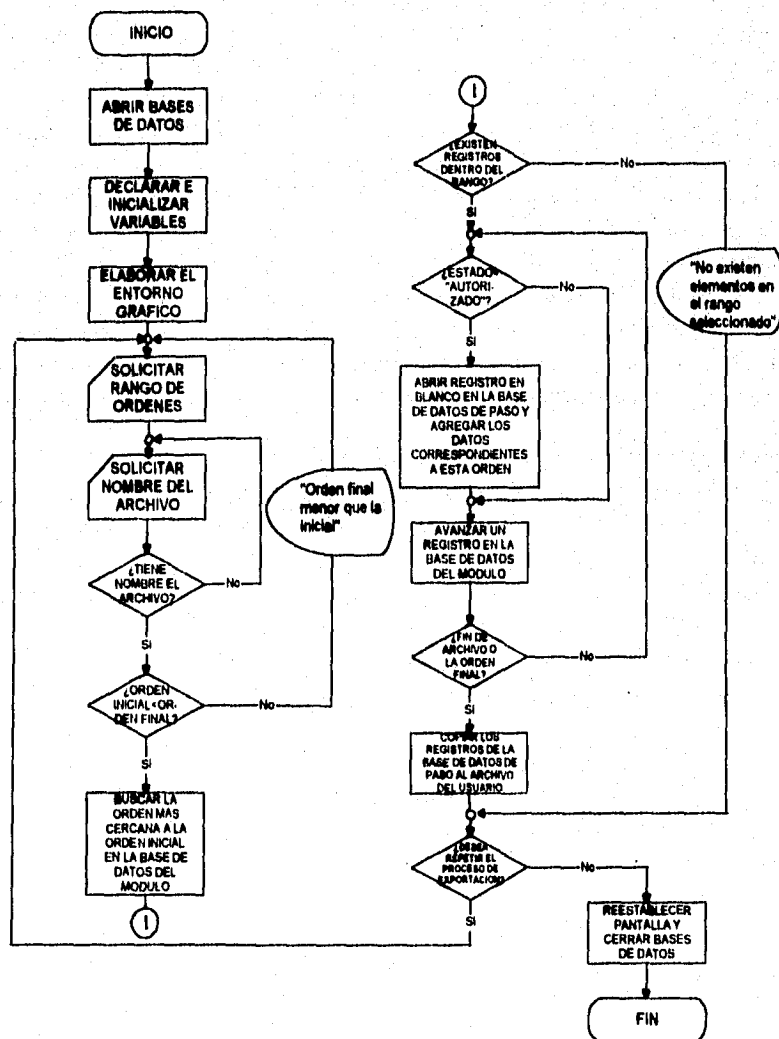 INICIO
ABRIR BASES
DE DATOS
DECLARAR E
INICIALIZAR
VARIABLES
ELABORAR EL
ENTORNO
GRAFICO
SOLICITAR
RANGO DE
ORDENES
SOLICITAR
NOMBRE DEL
ARCHIVO
¿TIENE
NOMBRE EL
ARCHIVO?
No
SI
"Orden final
menor que la
inicial"
¿ORDEN
INICIAL<OR-
DEN FINAL?
No
SI
BUSCAR LA
ORDEN MAS
CERCANA A LA
ORDEN INICIAL
EN LA BASE DE
DATOS DEL
MODULO
I
I
¿EXISTEN
REGISTROS
DENTRO DEL
RANGO?
No
SI
"No existen
elementos en
el rango
seleccionado"
¿ESTADO=
"AUTORI-
ZADO"?
No
SI
ABRIR REGISTRO EN
BLANCO EN LA BASE
DE DATOS DE PASO Y
AGREGAR LOS
DATOS
CORRESPONDIENTES
A ESTA ORDEN
AVANZAR UN
REGISTRO EN LA
BASE DE DATOS
DEL MODULO
¿FIN DE
ARCHIVO O
LA ORDEN
FINAL?
No
SI
COPIAR LOS
REGISTROS DE LA
BASE DE DATOS DE
PASO AL ARCHIVO
DEL USUARIO
¿DESEA
REPETIR EL
PROCESO DE
EXPORTACION?
No
SI
REESTABLECER
PANTALLA Y
CERRAR BASES
DE DATOS
FIN